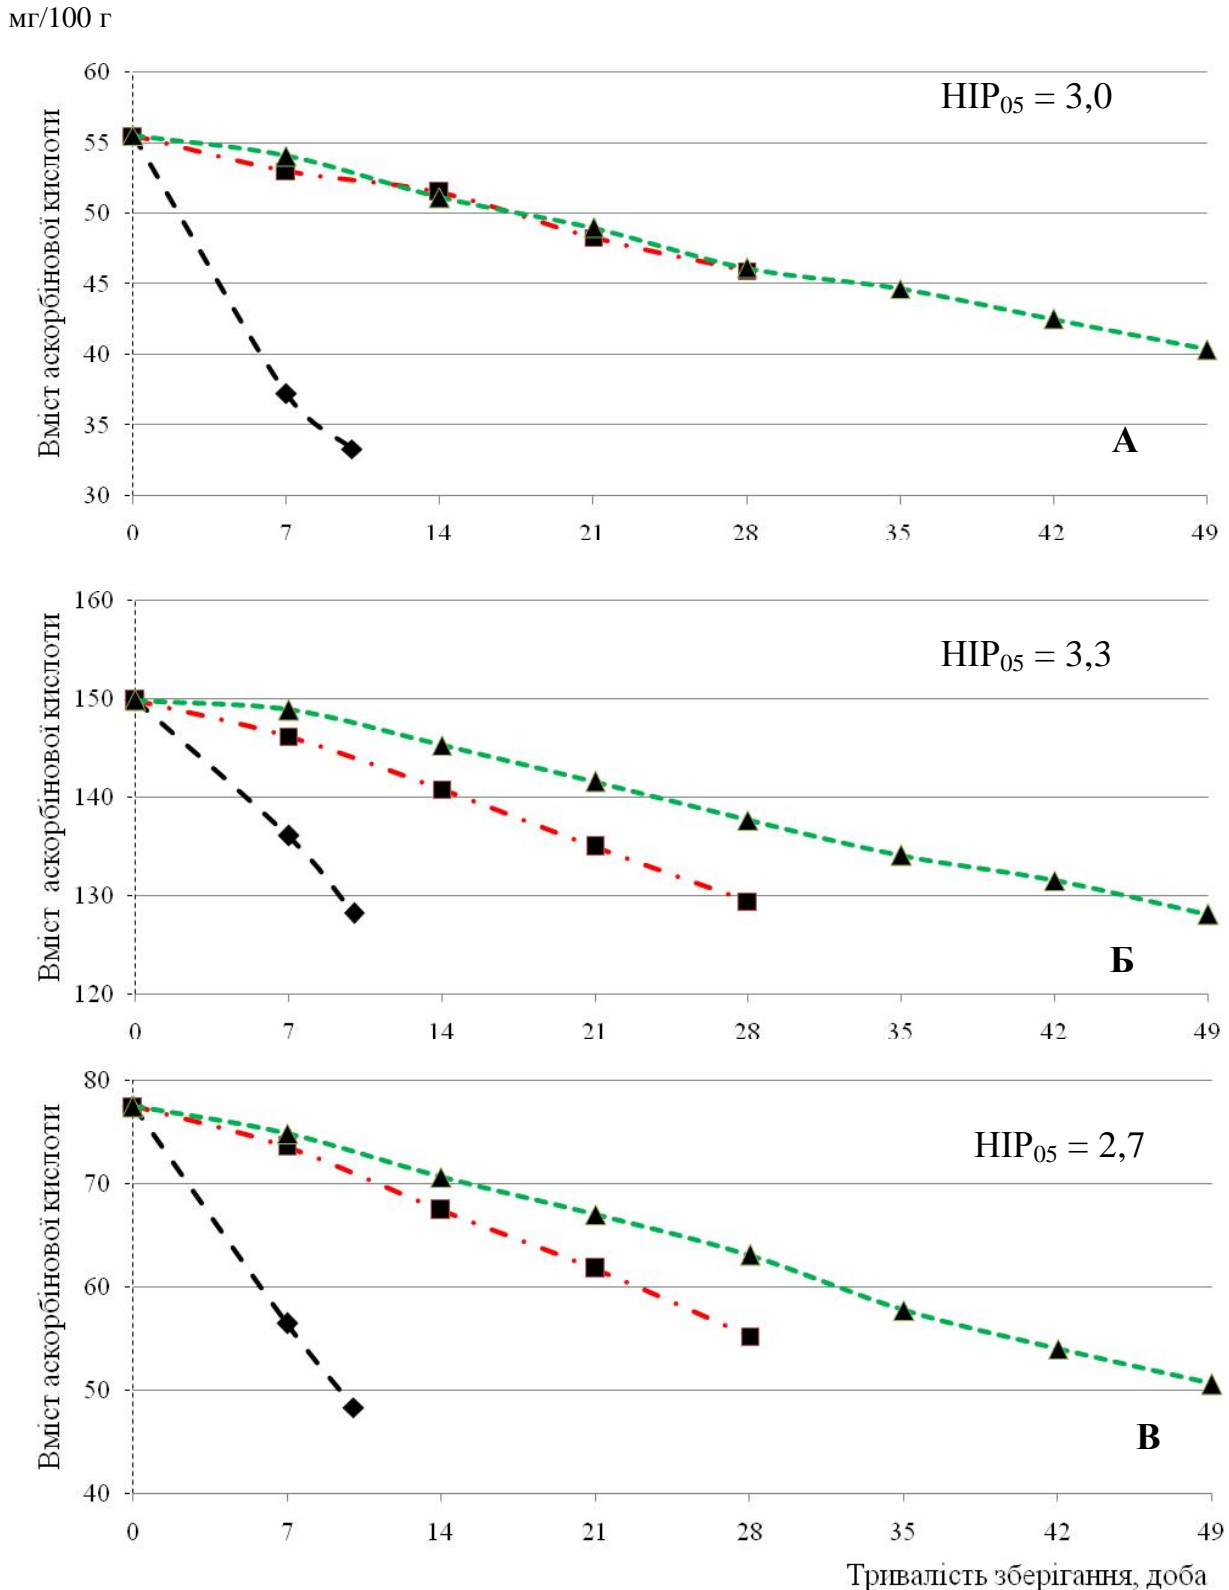 мг/100 г
Вміст аскорбінової кислоти
60
55
50
45
40
35
30
НІР05 = 3,0
А
0 7 14 21 28 35 42 49
Вміст аскорбінової кислоти
160
150
140
130
120
НІР05 = 3,3
Б
0 7 14 21 28 35 42 49
Вміст аскорбінової кислоти
80
70
60
50
40
НІР05 = 2,7
В
0 7 14 21 28 35 42 49
Тривалість зберігання, доба